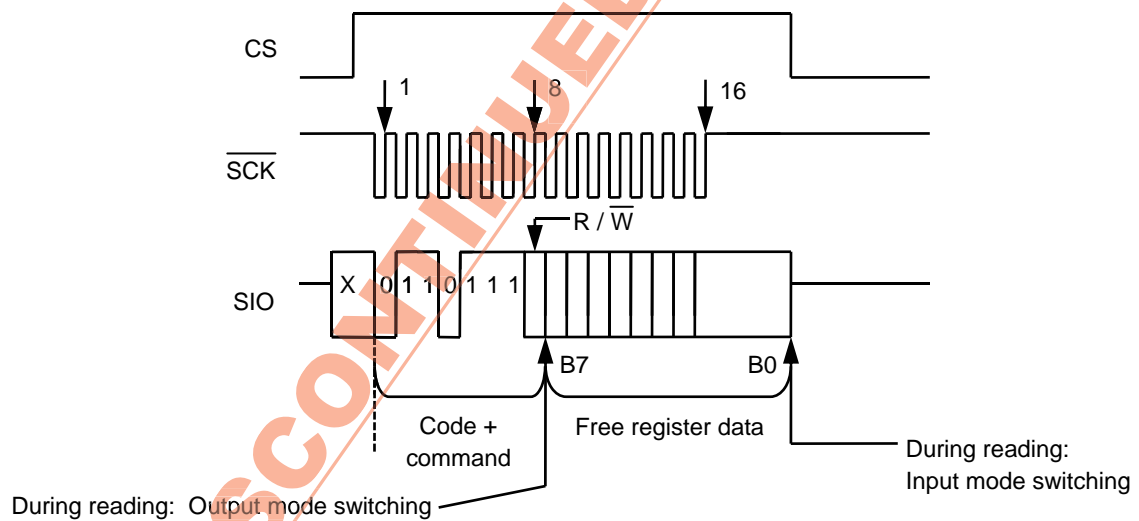 CS
1
8
16
SCK
R / W
X 0 1 1 0 1 1 1
SIO
B7
B0
Code +
command
Free register data
During reading:
Input mode switching
During reading: Output mode switching
SCONTINUED